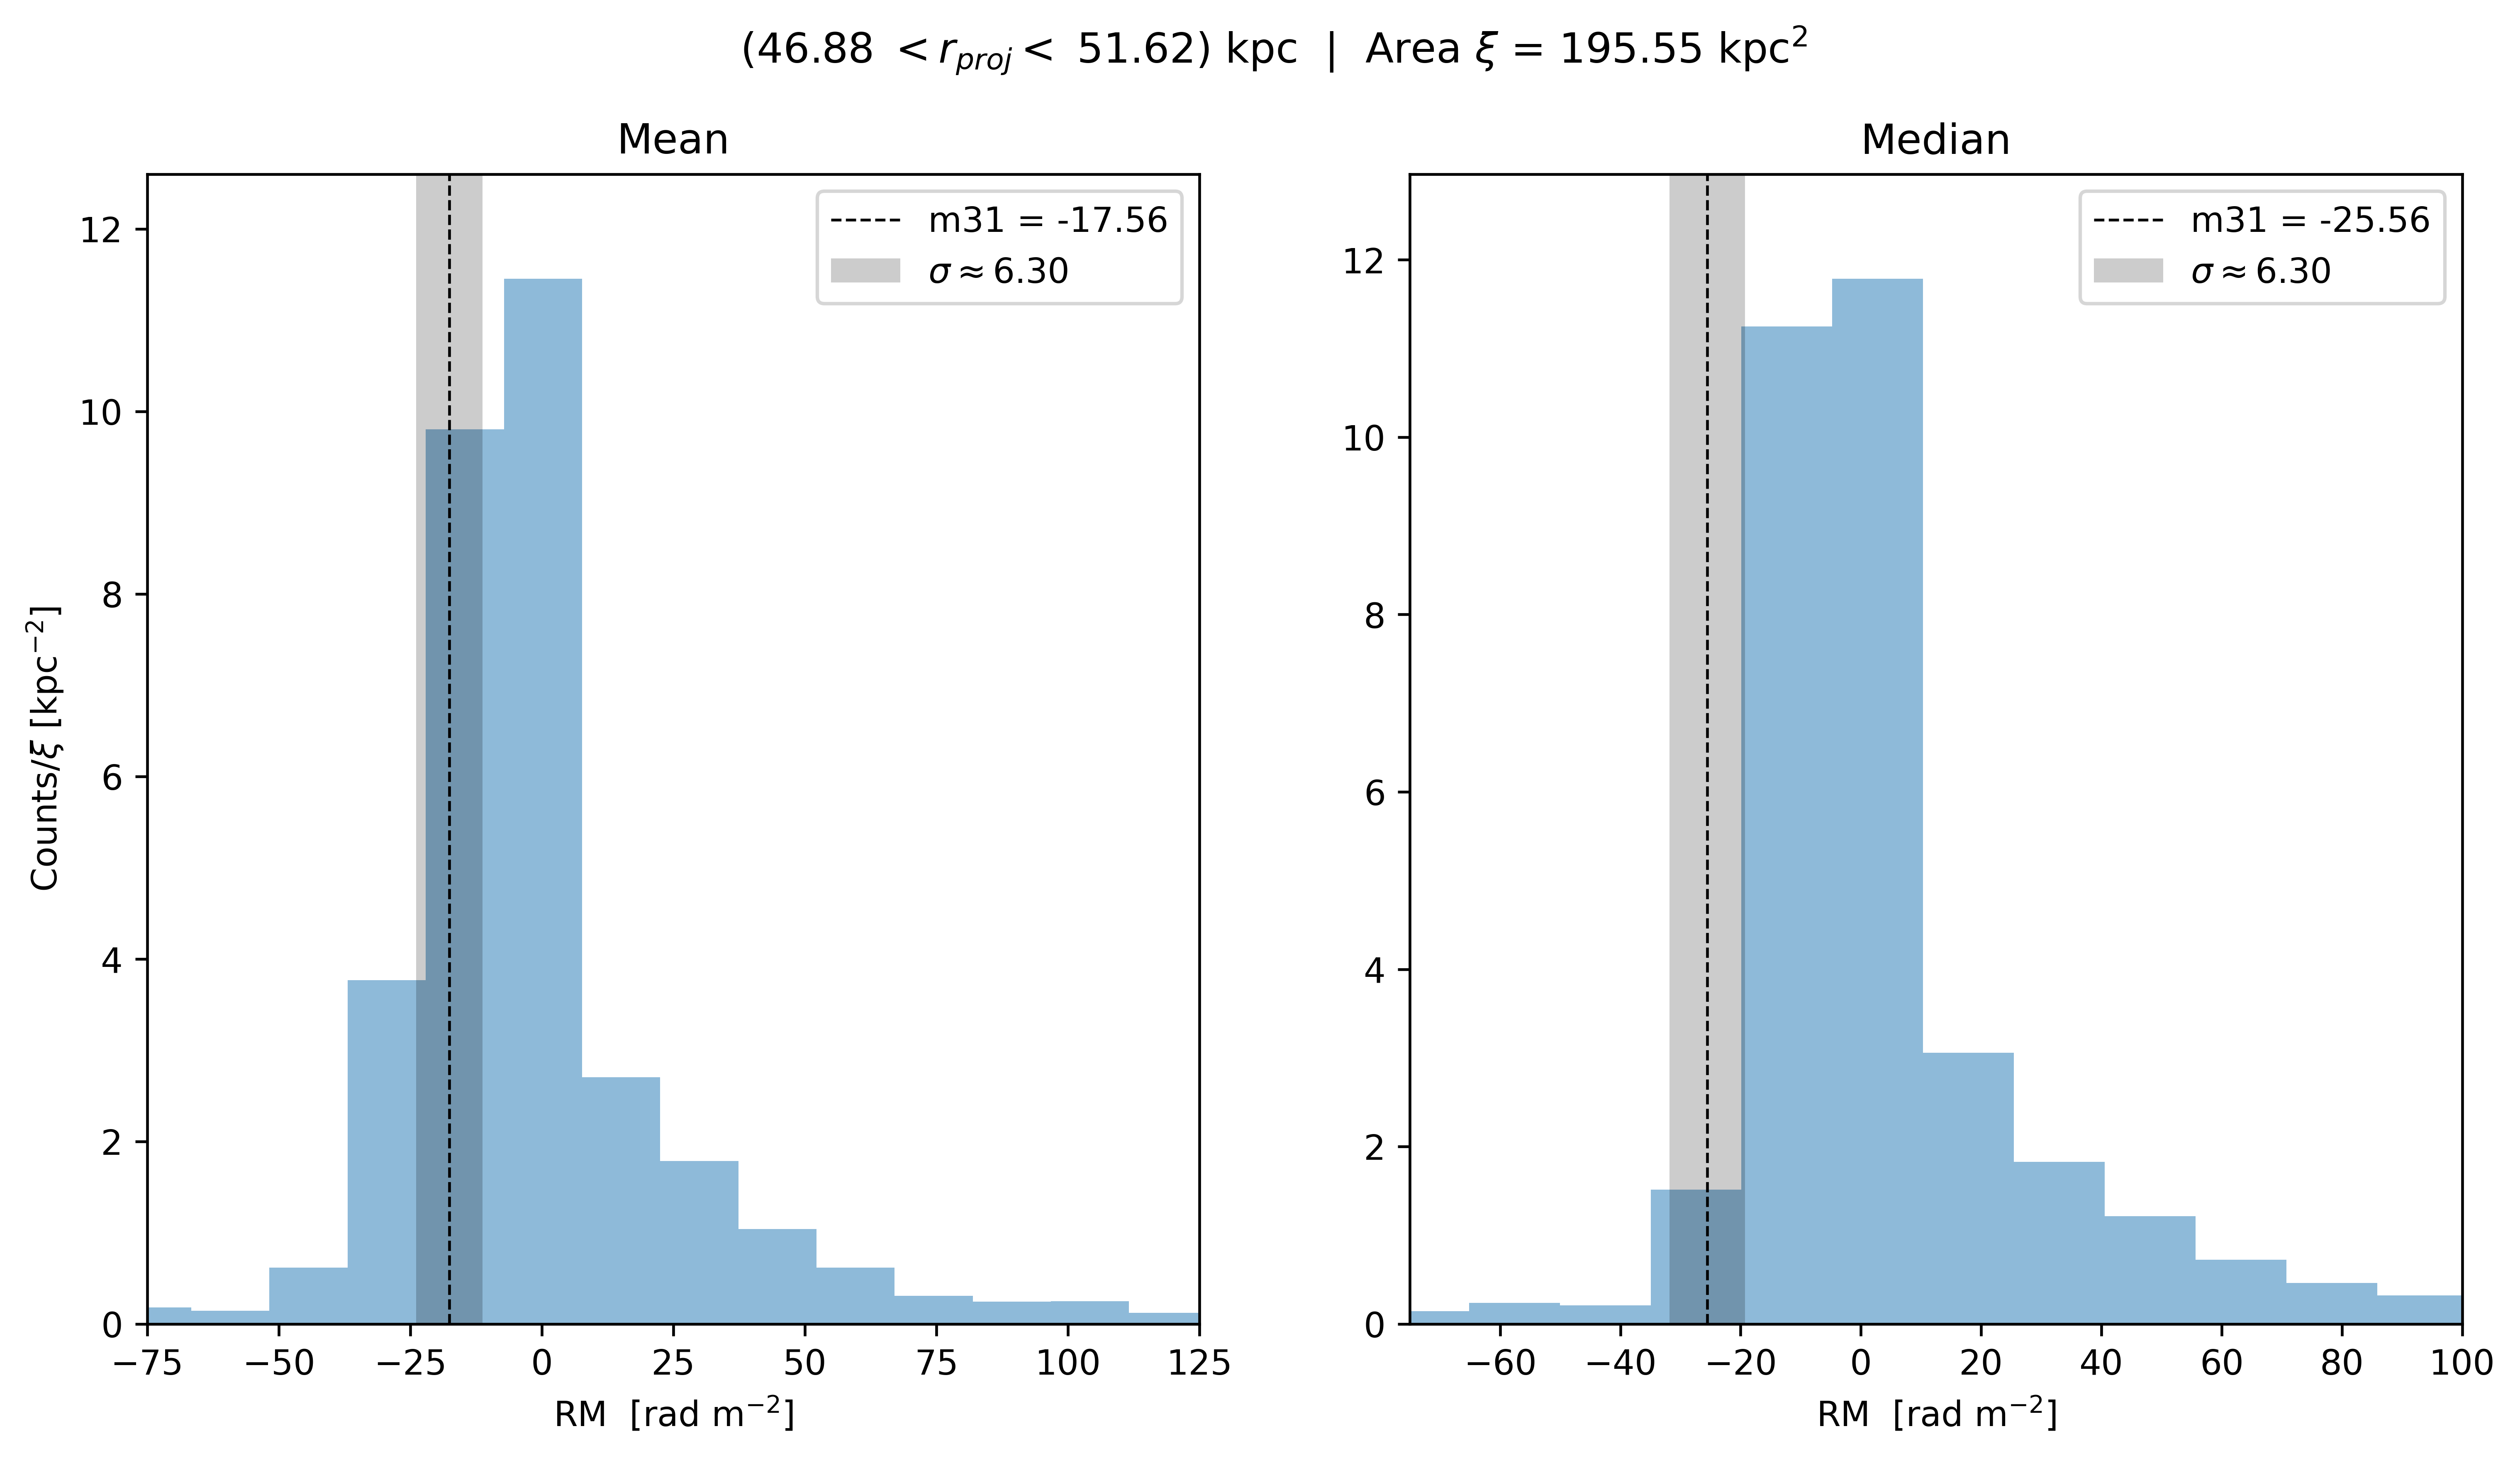 (46.88 < r_proj < 51.62) kpc | Area ξ = 195.55 kpc²
Mean
m31 = -17.56
σ ≈ 6.30
12
10
8
6
4
2
0
Counts/ξ [kpc⁻²]
−75 −50 −25 0 25 50 75 100 125
RM [rad m⁻²]
Median
m31 = -25.56
σ ≈ 6.30
12
10
8
6
4
2
0
−60 −40 −20 0 20 40 60 80 100
RM [rad m⁻²]